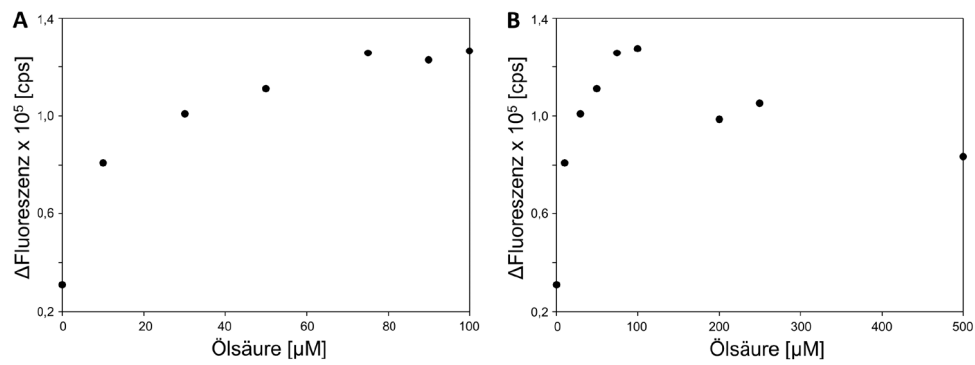 A
ΔFluoreszenz x 10⁵ [cps]
1,4
1,0
0,6
0,2
0 20 40 60 80 100
Ölsäure [µM]
B
ΔFluoreszenz x 10⁵ [cps]
1,4
1,0
0,6
0,2
0 100 200 300 400 500
Ölsäure [µM]